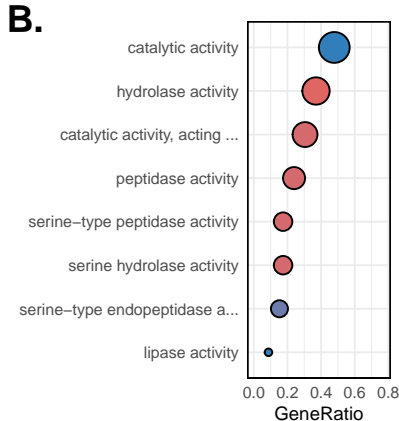 B.
catalytic activity
hydrolase activity
catalytic activity, acting ...
peptidase activity
serine−type peptidase activity
serine hydrolase activity
serine−type endopeptidase a...
lipase activity
0.0 0.2 0.4 0.6 0.8
GeneRatio